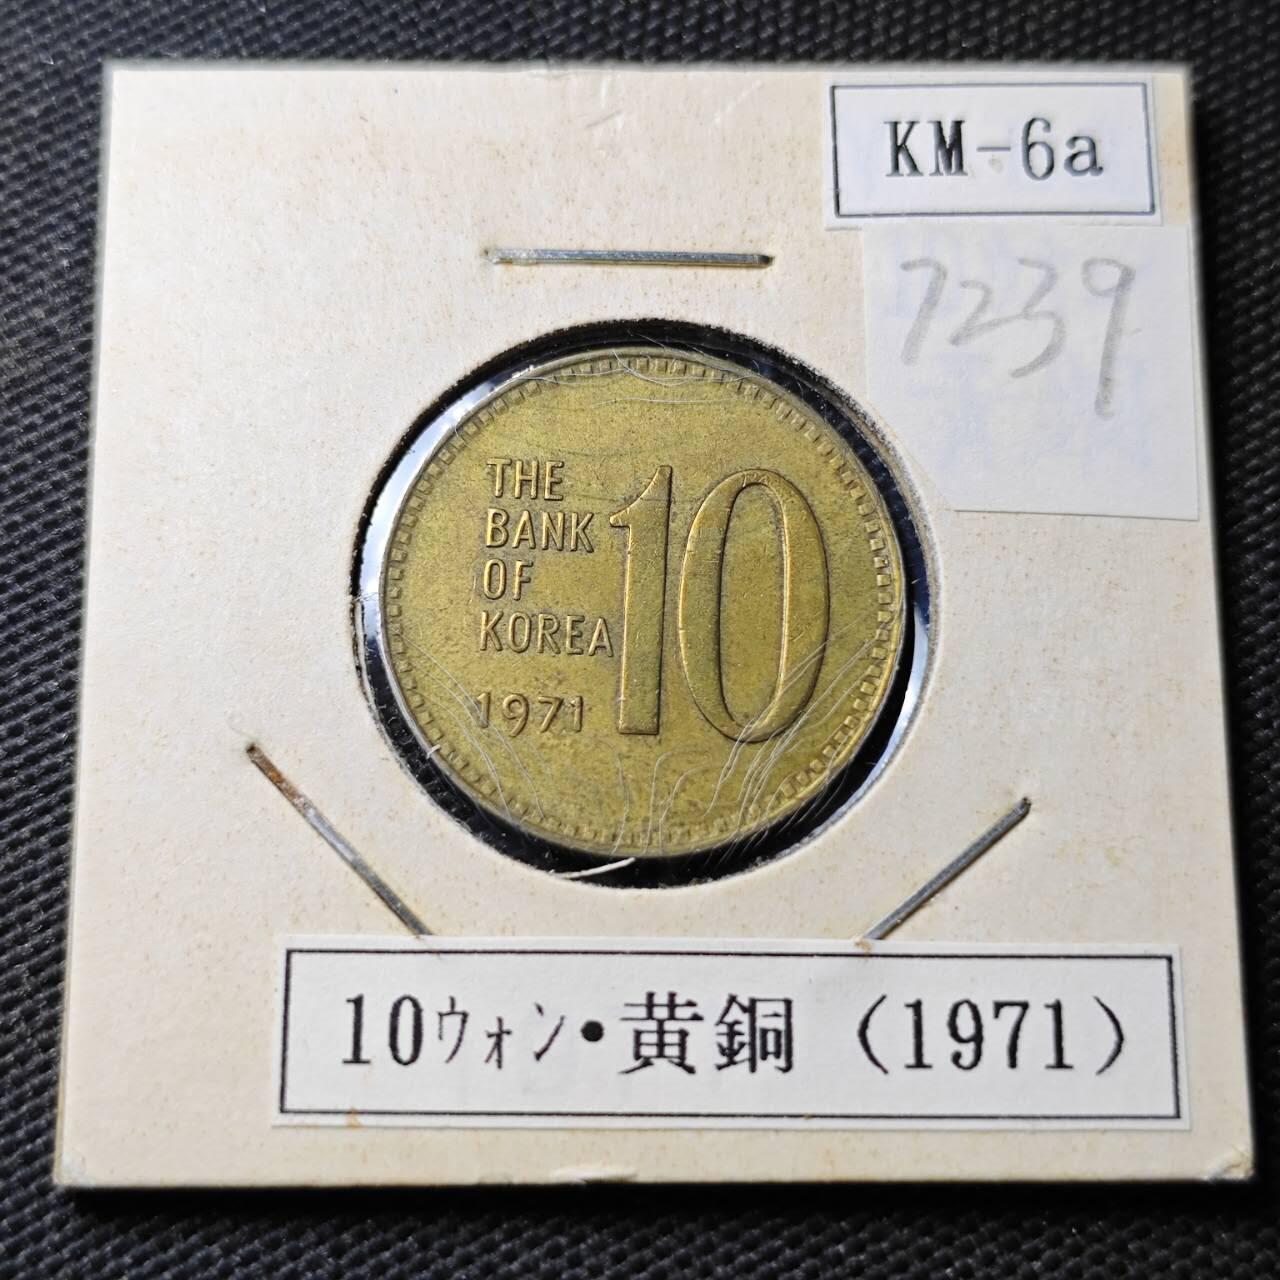 KM-6a
7239
THE
BANK
OF
KOREA
1971
10
10ｳｫﾝ・黄銅（1971）